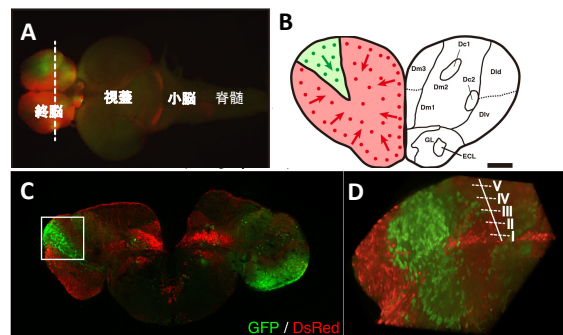 A
終脳
視蓋
小脳
脊髄
B
Dc1
Dm3
Dld
Dm2
Dc2
Dm1
Dlv
GL
ECL
C
GFP / DsRed
D
V
IV
III
II
I